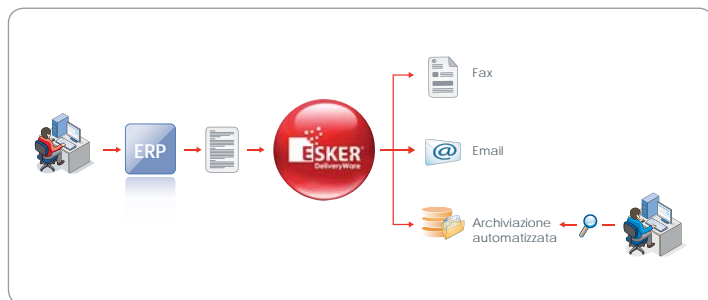 Fax
ERP
ESKER
DeliveryWare
Email
Archiviazione
automatizzata